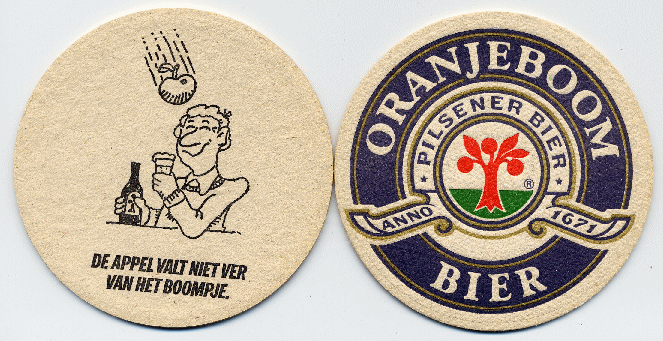 DE APPEL VALT NIET VER
VAN HET BOOMPJE.
ORANJEBOOM
PILSENER BIER
®
ANNO 1671
BIER